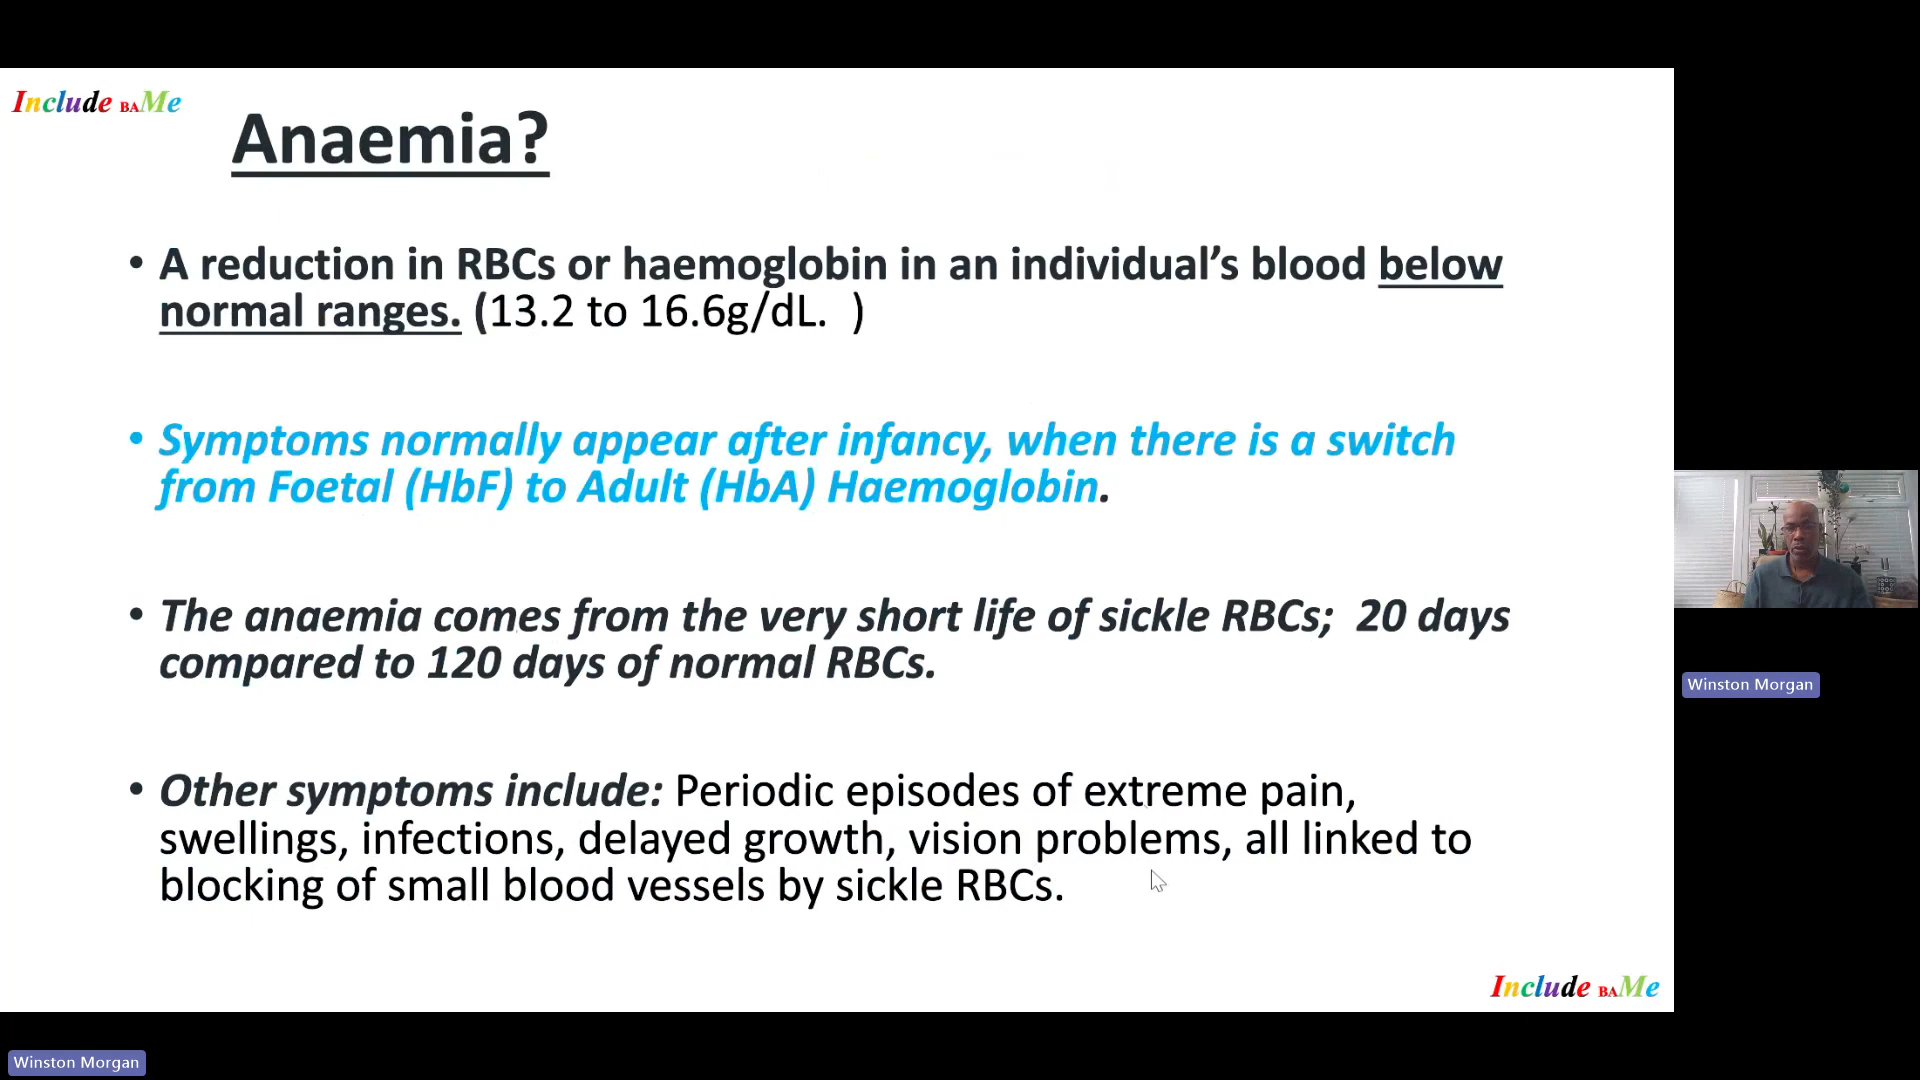 Include BAMe
Anaemia?
• A reduction in RBCs or haemoglobin in an individual’s blood below
normal ranges. (13.2 to 16.6g/dL.  )
• Symptoms normally appear after infancy, when there is a switch
from Foetal (HbF) to Adult (HbA) Haemoglobin.
• The anaemia comes from the very short life of sickle RBCs;  20 days
compared to 120 days of normal RBCs.
• Other symptoms include: Periodic episodes of extreme pain,
swellings, infections, delayed growth, vision problems, all linked to
blocking of small blood vessels by sickle RBCs.
Include BAMe
Winston Morgan
Winston Morgan